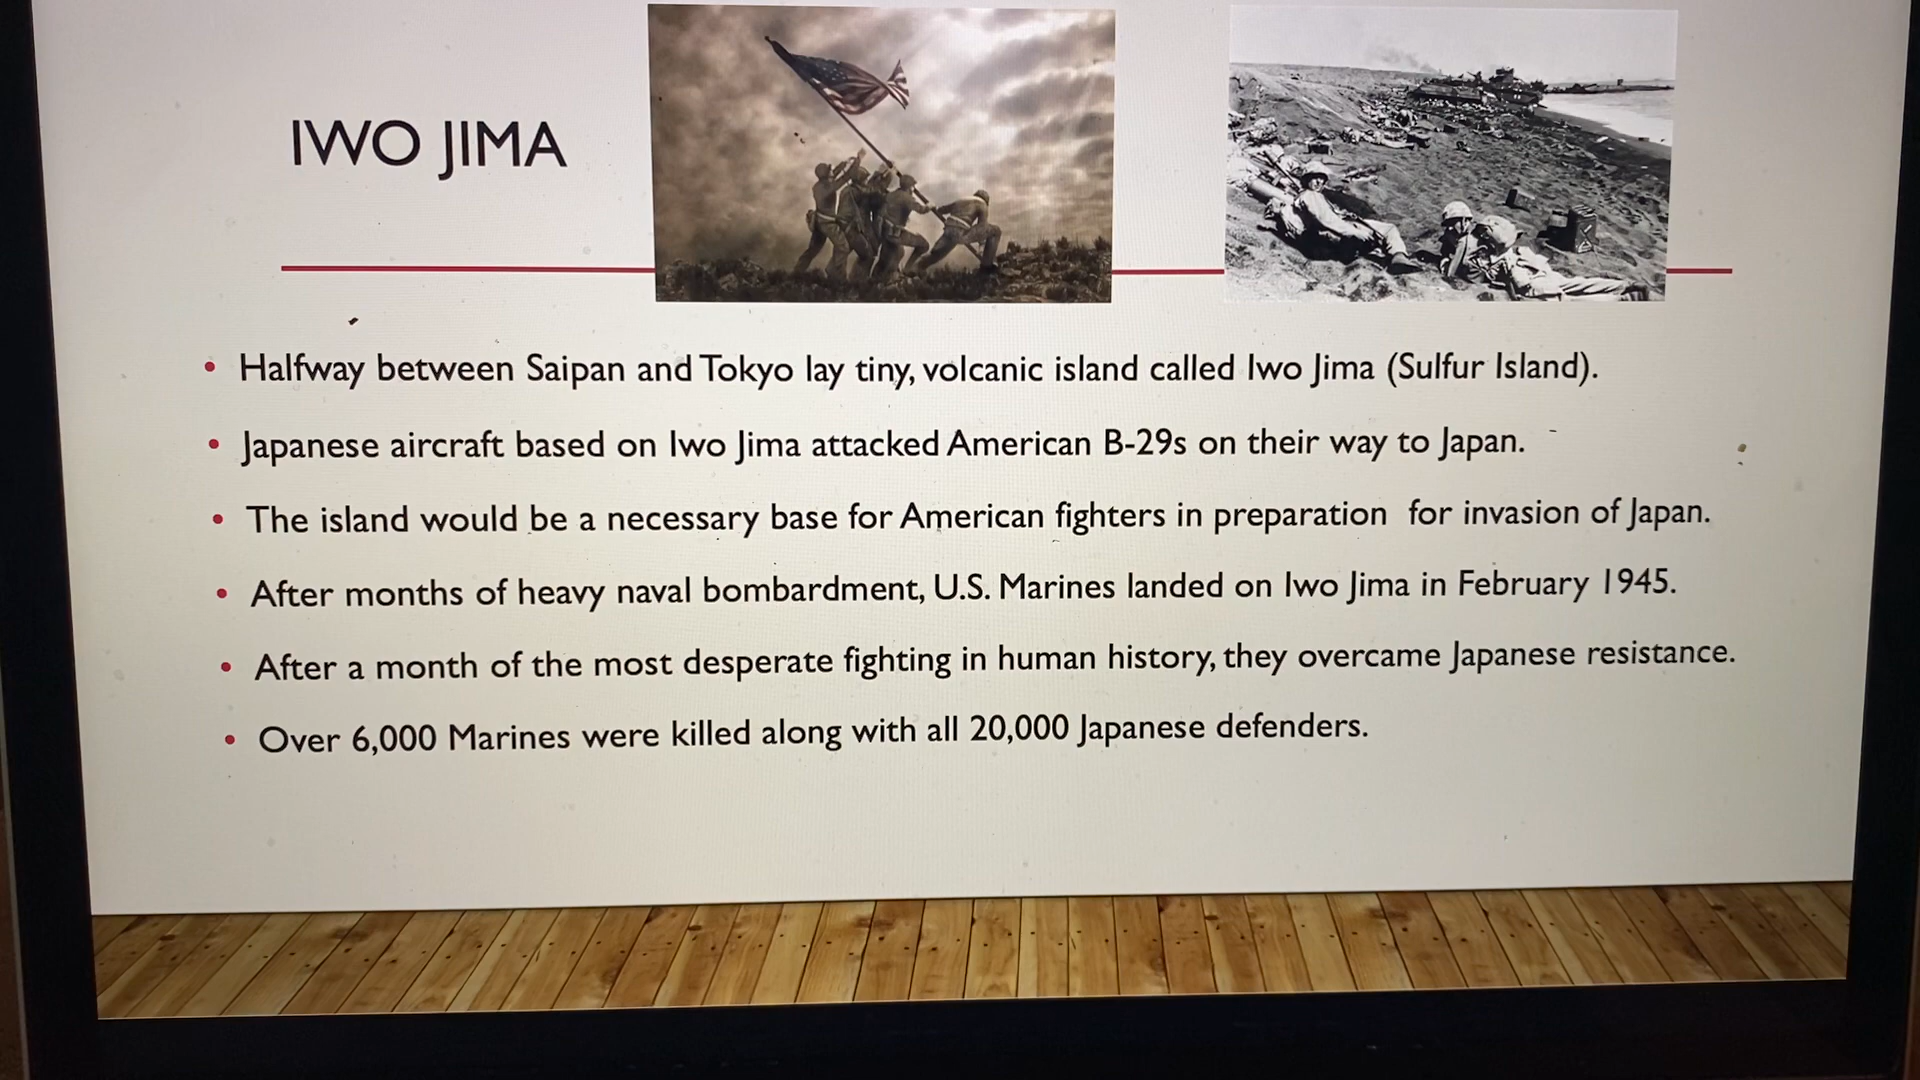 IWO JIMA
• Halfway between Saipan and Tokyo lay tiny, volcanic island called Iwo Jima (Sulfur Island).
• Japanese aircraft based on Iwo Jima attacked American B-29s on their way to Japan.
• The island would be a necessary base for American fighters in preparation for invasion of Japan.
• After months of heavy naval bombardment, U.S. Marines landed on Iwo Jima in February 1945.
• After a month of the most desperate fighting in human history, they overcame Japanese resistance.
• Over 6,000 Marines were killed along with all 20,000 Japanese defenders.